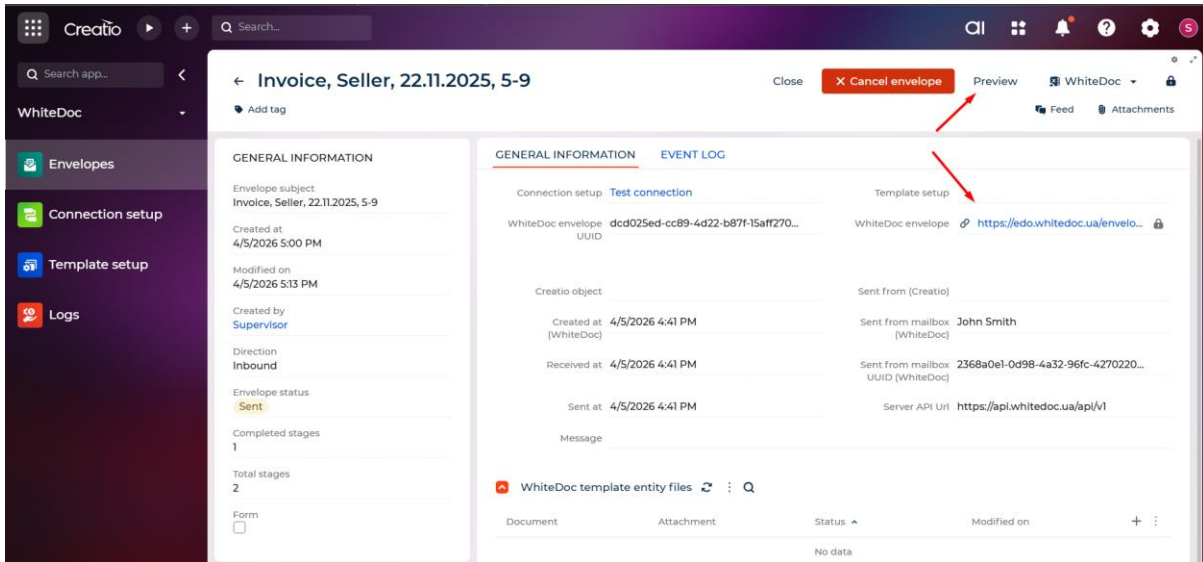 Creatio
Search...
ai
S
Search app...
WhiteDoc
Envelopes
Connection setup
Template setup
Logs
Invoice, Seller, 22.11.2025, 5-9
Close
Cancel envelope
Preview
WhiteDoc
Add tag
Feed
Attachments
GENERAL INFORMATION
Envelope subject
Invoice, Seller, 22.11.2025, 5-9
Created at
4/5/2026 5:00 PM
Modified on
4/5/2026 5:13 PM
Created by
Supervisor
Direction
Inbound
Envelope status
Sent
Completed stages
1
Total stages
2
Form
GENERAL INFORMATION EVENT LOG
Connection setup Test connection
Template setup
WhiteDoc envelope UUID dcd025ed-cc89-4d22-b87f-15aff270...
WhiteDoc envelope https://edo.whitedoc.ua/envelo...
Creatio object
Sent from (Creatio)
Created at (WhiteDoc) 4/5/2026 4:41 PM
Sent from mailbox (WhiteDoc) John Smith
Received at 4/5/2026 4:41 PM
Sent from mailbox UUID (WhiteDoc) 2368a0e1-0d98-4a32-96fc-4270220...
Sent at 4/5/2026 4:41 PM
Server API Url https://api.whitedoc.ua/api/v1
Message
WhiteDoc template entity files
Document Attachment Status Modified on
No data